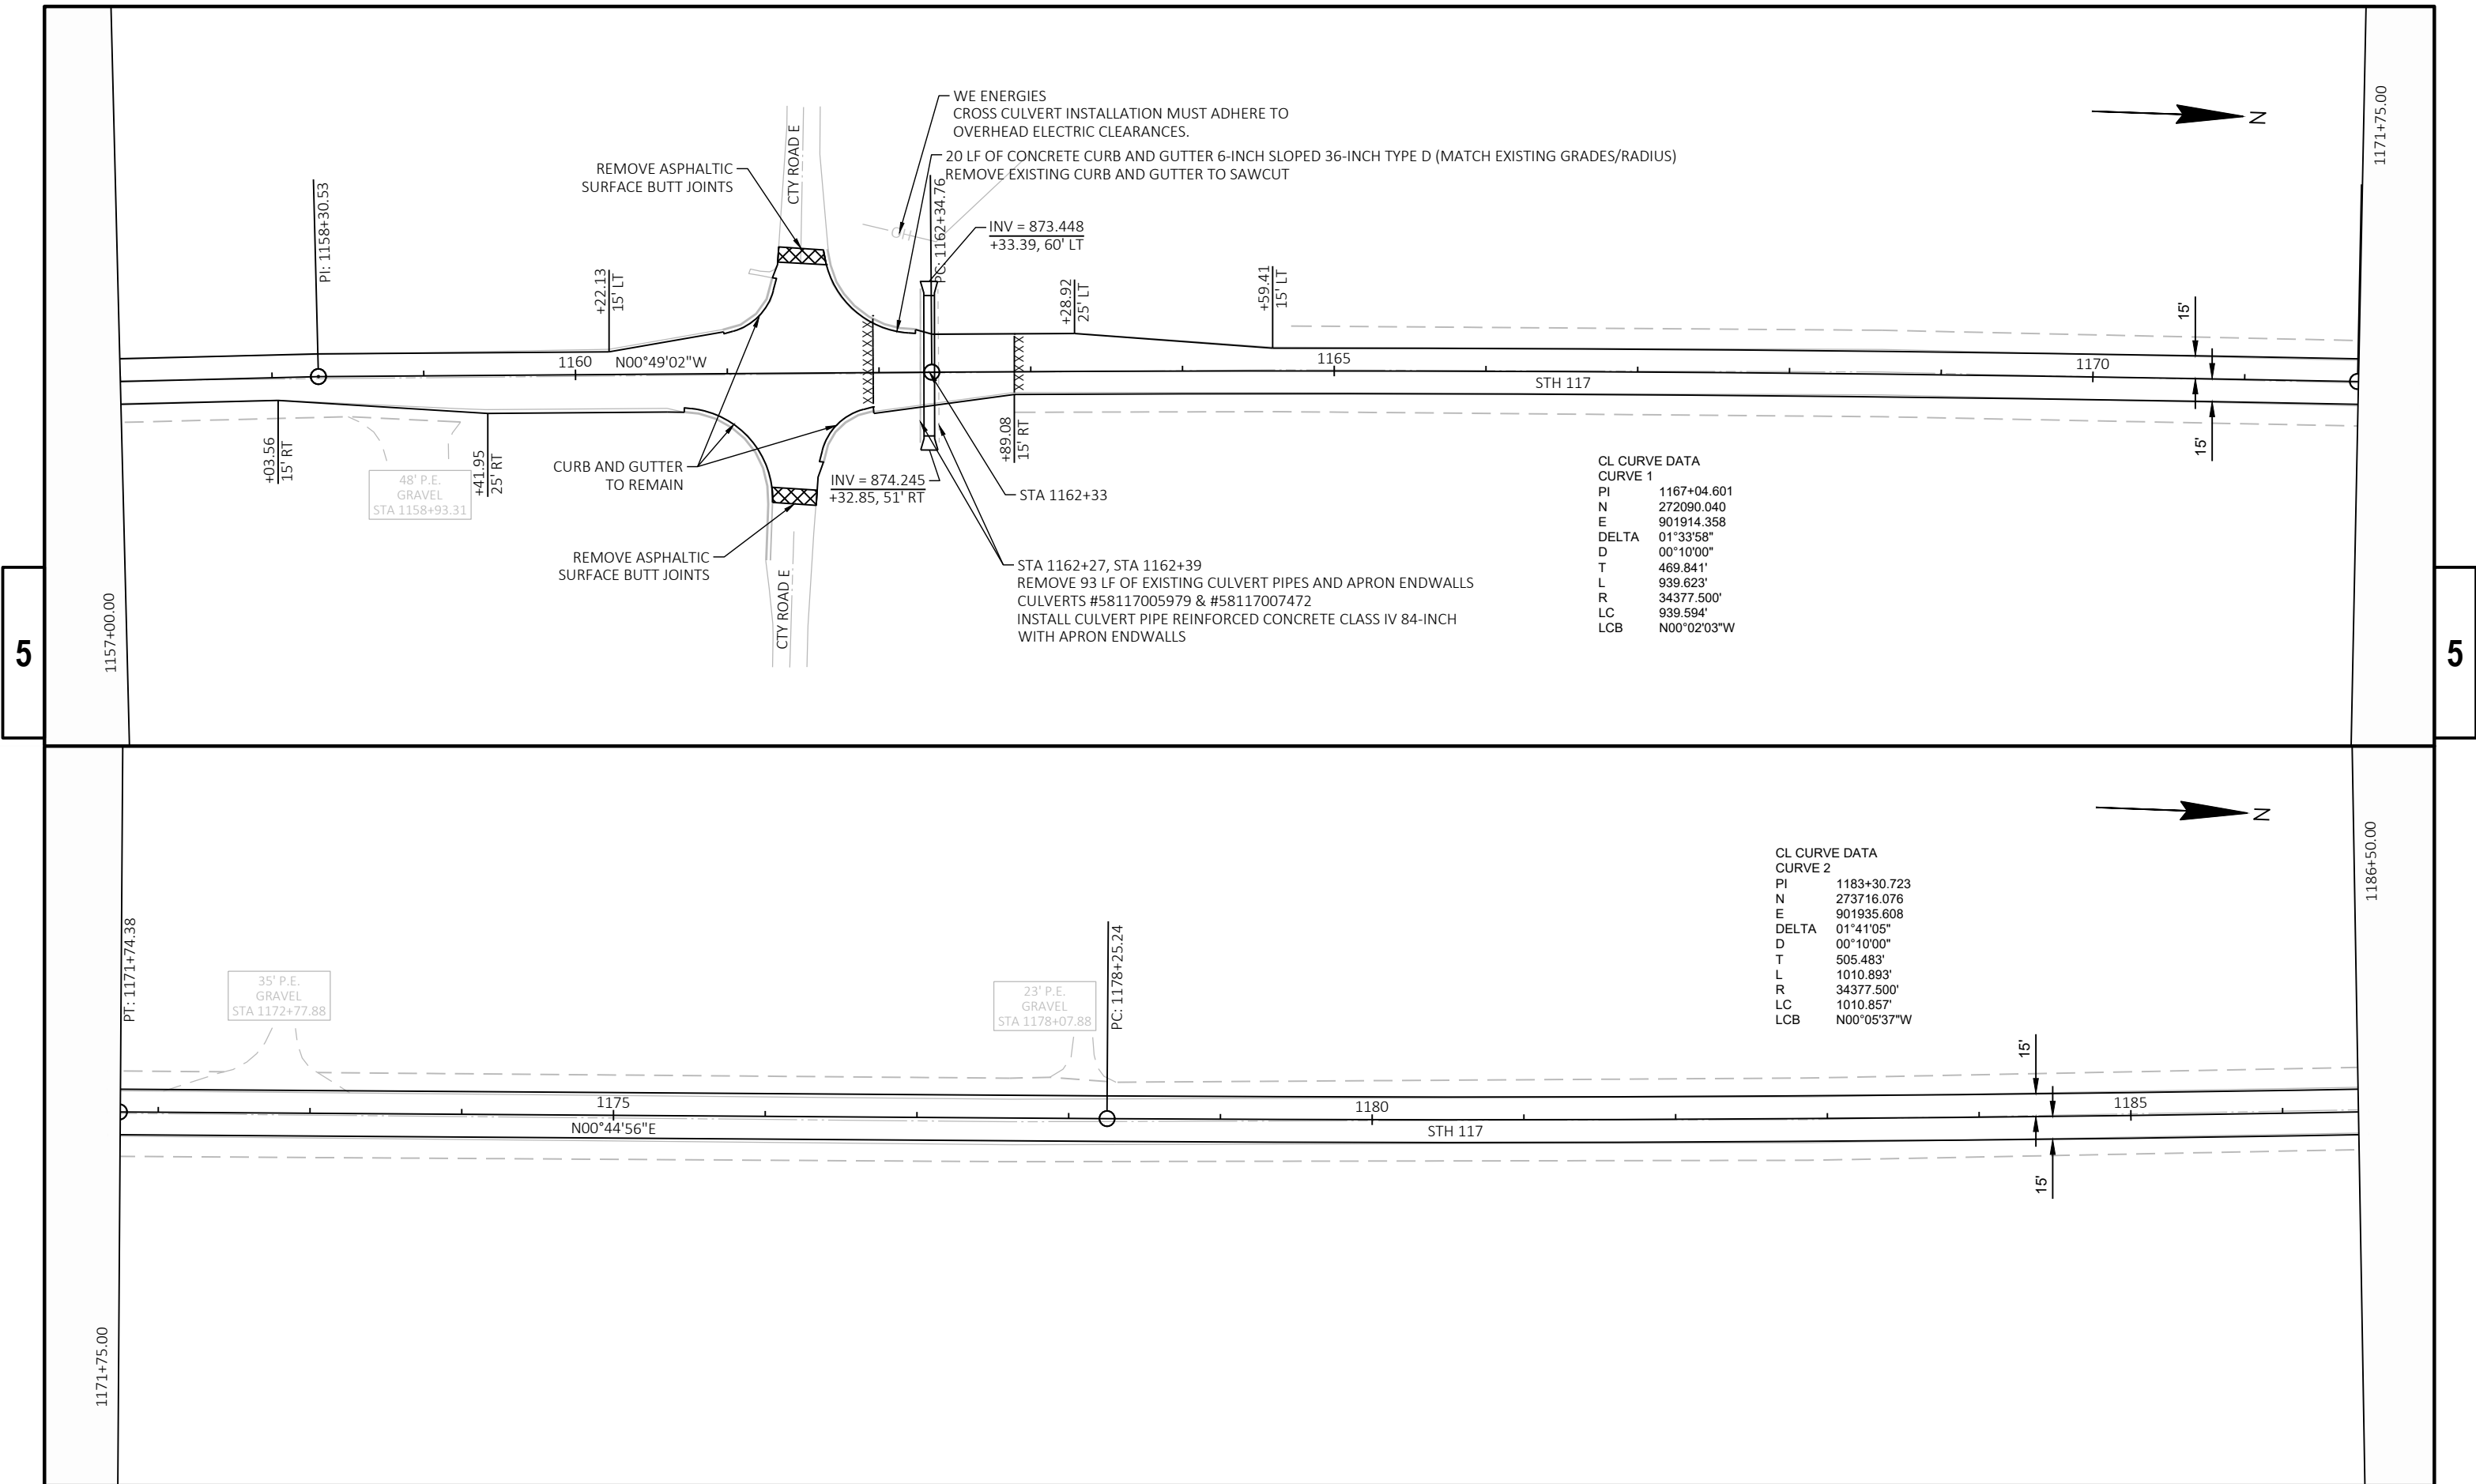 WE ENERGIES
CROSS CULVERT INSTALLATION MUST ADHERE TO
OVERHEAD ELECTRIC CLEARANCES.
20 LF OF CONCRETE CURB AND GUTTER 6-INCH SLOPED 36-INCH TYPE D (MATCH EXISTING GRADES/RADIUS)
REMOVE EXISTING CURB AND GUTTER TO SAWCUT
N
1171+75.00
CTY ROAD E
REMOVE ASPHALTIC
SURFACE BUTT JOINTS
PI: 1158+30.53
PC: 1162+34.76
OH
INV = 873.448
+33.39, 60' LT
+22.13
15' LT
+28.92
25' LT
+59.41
15' LT
15'
1160
N00°49'02"W
1165
STH 117
1170
15'
+03.56
15' RT
48' P.E.
GRAVEL
STA 1158+93.31
+41.95
25' RT
CURB AND GUTTER
TO REMAIN
INV = 874.245
+32.85, 51' RT
+89.08
15' RT
STA 1162+33
REMOVE ASPHALTIC
SURFACE BUTT JOINTS
CTY ROAD E
STA 1162+27, STA 1162+39
REMOVE 93 LF OF EXISTING CULVERT PIPES AND APRON ENDWALLS
CULVERTS #58117005979 & #58117007472
INSTALL CULVERT PIPE REINFORCED CONCRETE CLASS IV 84-INCH
WITH APRON ENDWALLS
CL CURVE DATA
CURVE 1
PI 1167+04.601
N 272090.040
E 901914.358
DELTA 01°33'58"
D 00°10'00"
T 469.841'
L 939.623'
R 34377.500'
LC 939.594'
LCB N00°02'03"W
1157+00.00
5
5
N
1186+50.00
CL CURVE DATA
CURVE 2
PI 1183+30.723
N 273716.076
E 901935.608
DELTA 01°41'05"
D 00°10'00"
T 505.483'
L 1010.893'
R 34377.500'
LC 1010.857'
LCB N00°05'37"W
PT: 1171+74.38
35' P.E.
GRAVEL
STA 1172+77.88
23' P.E.
GRAVEL
STA 1178+07.88
PC: 1178+25.24
15'
1175
N00°44'56"E
1180
STH 117
1185
15'
1171+75.00